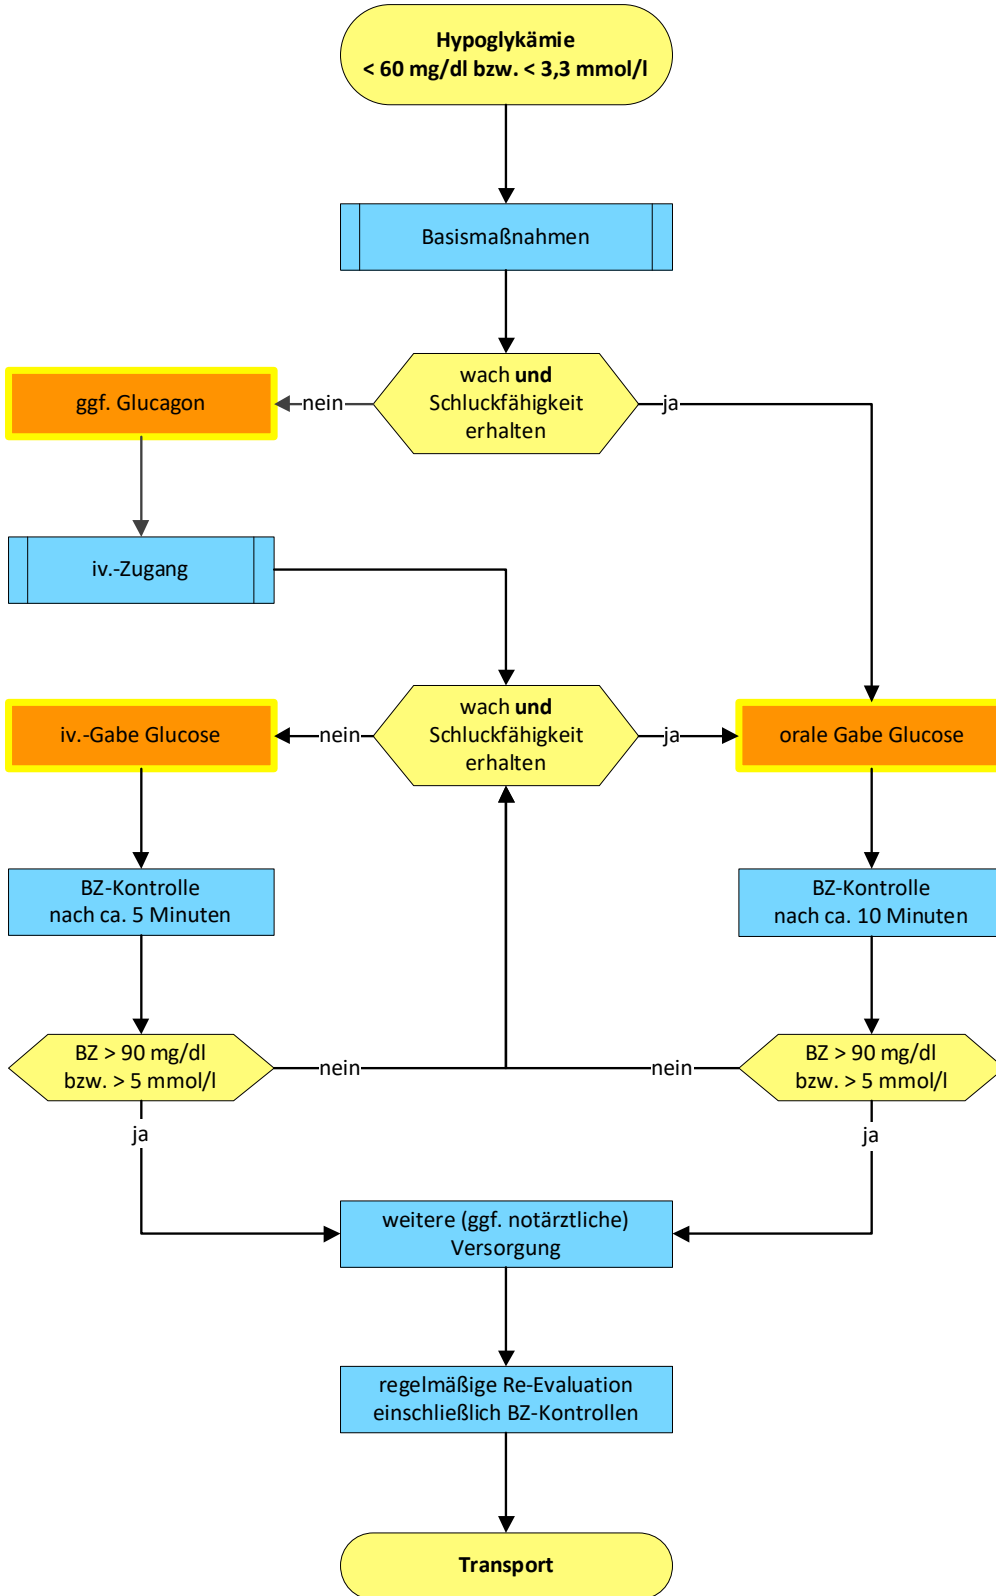 Hypoglykämie
< 60 mg/dl bzw. < 3,3 mmol/l
Basismaßnahmen
wach und
Schluckfähigkeit
erhalten
nein
ja
ggf. Glucagon
iv.-Zugang
wach und
Schluckfähigkeit
erhalten
nein
ja
iv.-Gabe Glucose
orale Gabe Glucose
BZ-Kontrolle
nach ca. 5 Minuten
BZ-Kontrolle
nach ca. 10 Minuten
BZ > 90 mg/dl
bzw. > 5 mmol/l
nein
nein
BZ > 90 mg/dl
bzw. > 5 mmol/l
ja
ja
weitere (ggf. notärztliche)
Versorgung
regelmäßige Re-Evaluation
einschließlich BZ-Kontrollen
Transport